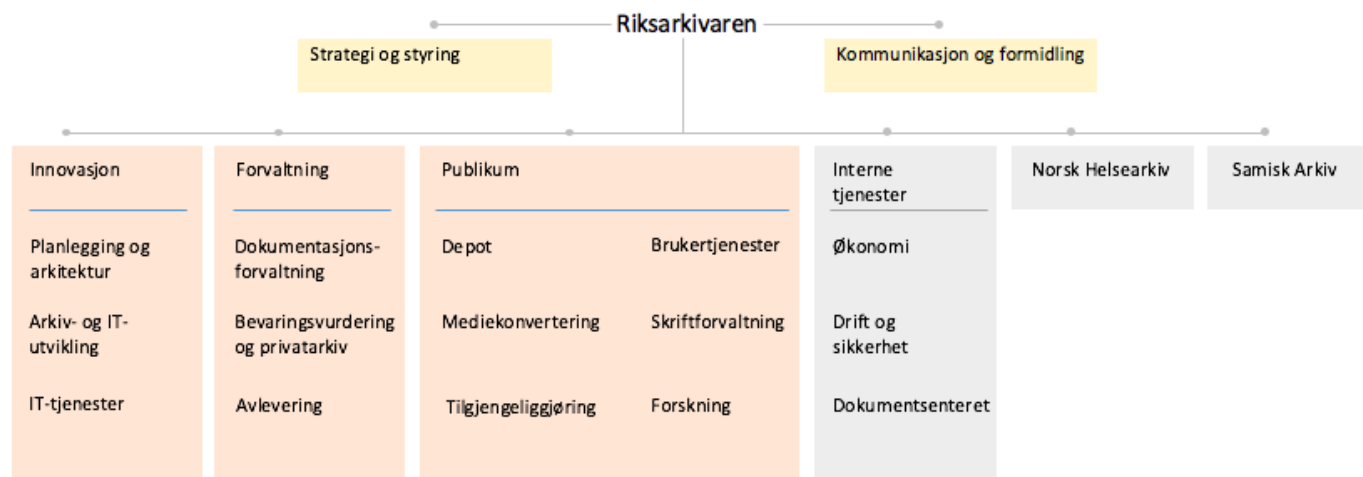 Riksarkivaren
Strategi og styring
Kommunikasjon og formidling
Innovasjon
Planlegging og
arkitektur
Arkiv- og IT-
utvikling
IT-tjenester
Forvaltning
Dokumentasjons-
forvaltning
Bevaringsvurdering
og privatarkiv
Avlevering
Publikum
Depot
Mediekonvertering
Tilgjengeliggjøring
Brukertjenester
Skriftforvaltning
Forskning
Interne
tjenester
Økonomi
Drift og
sikkerhet
Dokumentsenteret
Norsk Helsearkiv
Samisk Arkiv